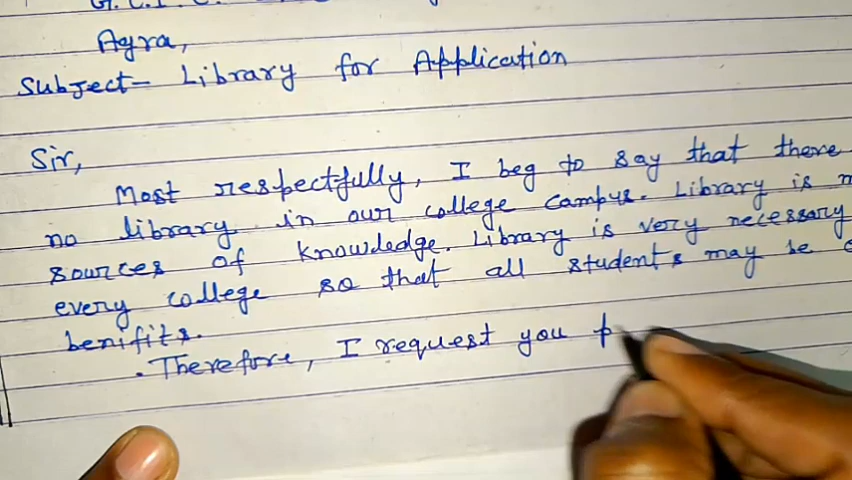 G.C.I.C.
Agra,
Subject- Library for Application
Sir,
Most respectfully, I beg to say that there
no library in our college campus. Library is
sources of knowlededge. Library is very necessary
every college so that all students may be
benifits.
Therefore, I request you